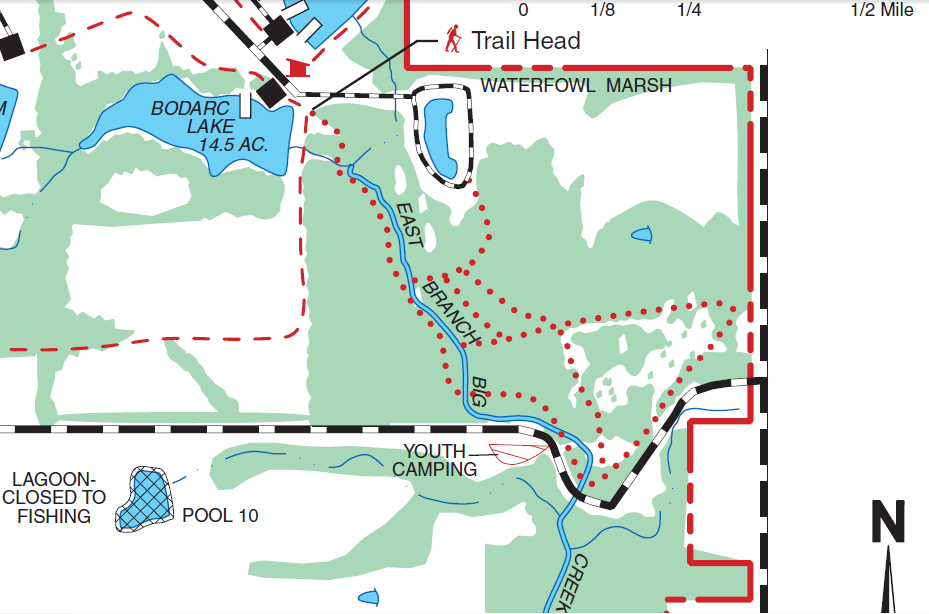 0 1/8 1/4 1/2 Mile
Trail Head
WATERFOWL MARSH
M
BODARC
LAKE
14.5 AC.
EAST
BRANCH
BIG
CREEK
YOUTH
CAMPING
LAGOON-
CLOSED TO
FISHING
POOL 10
N